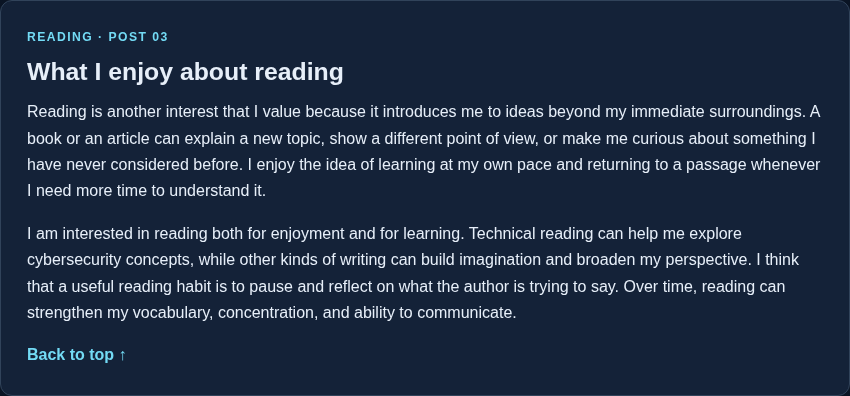 READING · POST 03
What I enjoy about reading
Reading is another interest that I value because it introduces me to ideas beyond my immediate surroundings. A
book or an article can explain a new topic, show a different point of view, or make me curious about something I
have never considered before. I enjoy the idea of learning at my own pace and returning to a passage whenever
I need more time to understand it.
I am interested in reading both for enjoyment and for learning. Technical reading can help me explore
cybersecurity concepts, while other kinds of writing can build imagination and broaden my perspective. I think
that a useful reading habit is to pause and reflect on what the author is trying to say. Over time, reading can
strengthen my vocabulary, concentration, and ability to communicate.
Back to top ↑